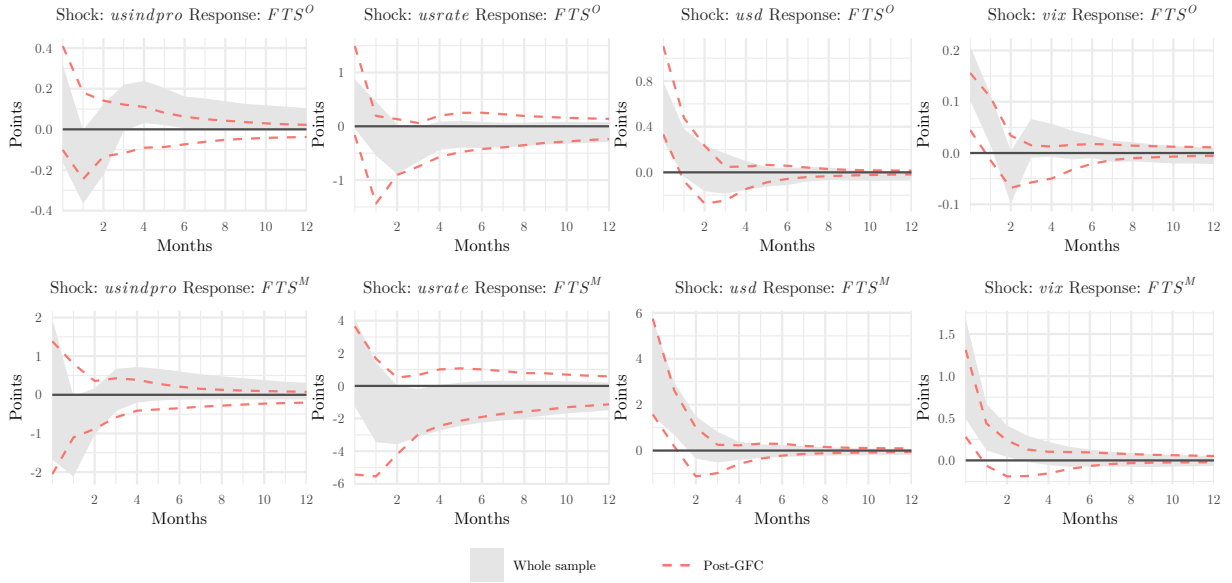 Shock: usindpro Response: FTS^O
Shock: usrate Response: FTS^O
Shock: usd Response: FTS^O
Shock: vix Response: FTS^O
Points
0.4
0.2
0.0
-0.2
-0.4
2 4 6 8 10 12
Months
Points
1
0
-1
2 4 6 8 10 12
Months
Points
0.8
0.4
0.0
2 4 6 8 10 12
Months
Points
0.2
0.1
0.0
-0.1
2 4 6 8 10 12
Months
Shock: usindpro Response: FTS^M
Shock: usrate Response: FTS^M
Shock: usd Response: FTS^M
Shock: vix Response: FTS^M
Points
2
1
0
-1
-2
2 4 6 8 10 12
Months
Points
4
2
0
-2
-4
-6
2 4 6 8 10 12
Months
Points
6
4
2
0
2 4 6 8 10 12
Months
Points
1.5
1.0
0.5
0.0
2 4 6 8 10 12
Months
Whole sample
Post-GFC